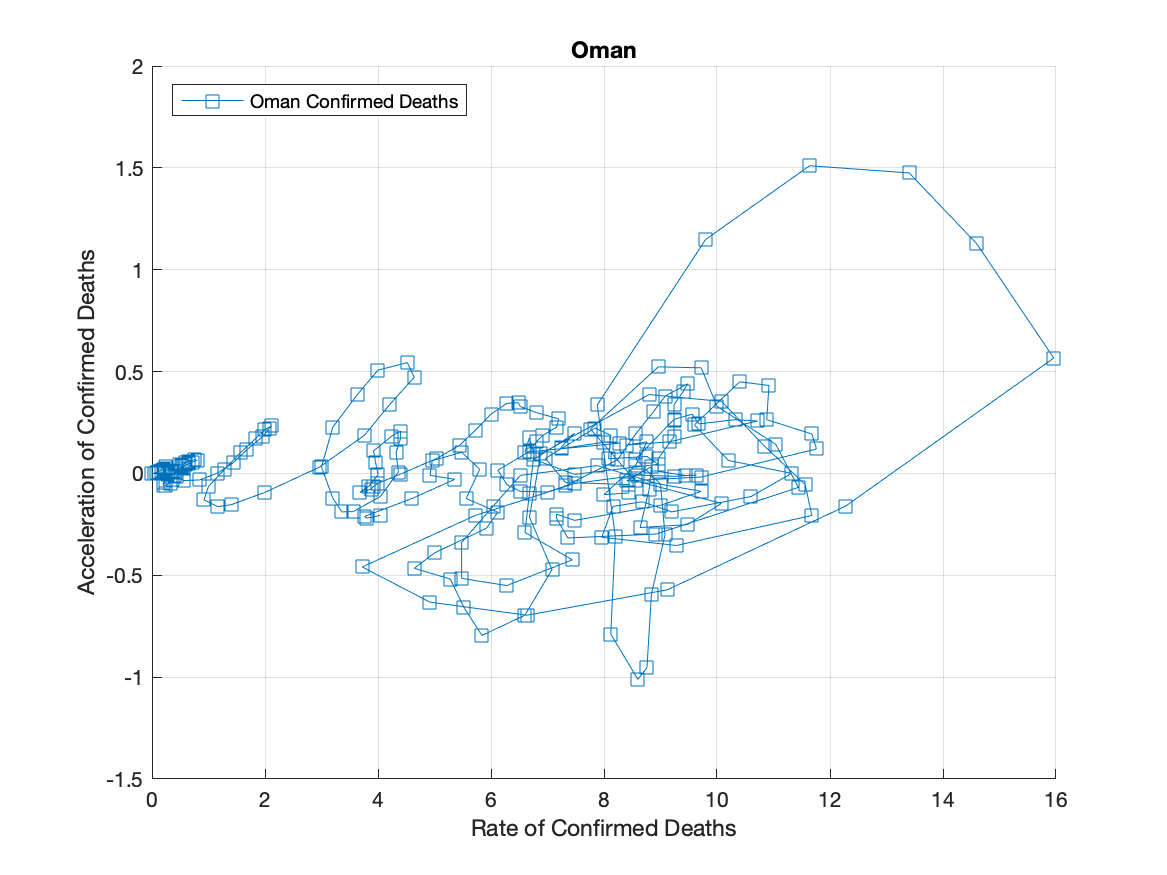 Oman
Oman Confirmed Deaths
2
1.5
1
0.5
0
-0.5
-1
-1.5
Acceleration of Confirmed Deaths
0 2 4 6 8 10 12 14 16
Rate of Confirmed Deaths